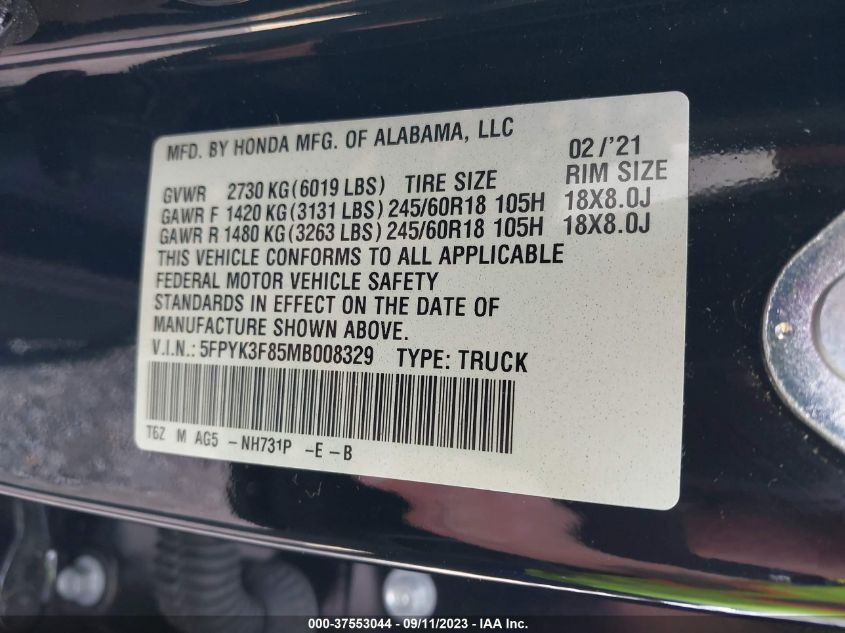 MFD. BY HONDA MFG. OF ALABAMA, LLC 02/'21
GVWR 2730 KG(6019 LBS) TIRE SIZE RIM SIZE
GAWR F 1420 KG(3131 LBS) 245/60R18 105H 18X8.0J
GAWR R 1480 KG(3263 LBS) 245/60R18 105H 18X8.0J
THIS VEHICLE CONFORMS TO ALL APPLICABLE
FEDERAL MOTOR VEHICLE SAFETY
STANDARDS IN EFFECT ON THE DATE OF
MANUFACTURE SHOWN ABOVE.
V.I.N.: 5FPYK3F85MB008329 TYPE: TRUCK
T6Z M AG5 -NH731P -E-B
000-37553044 - 09/11/2023 - IAA Inc.